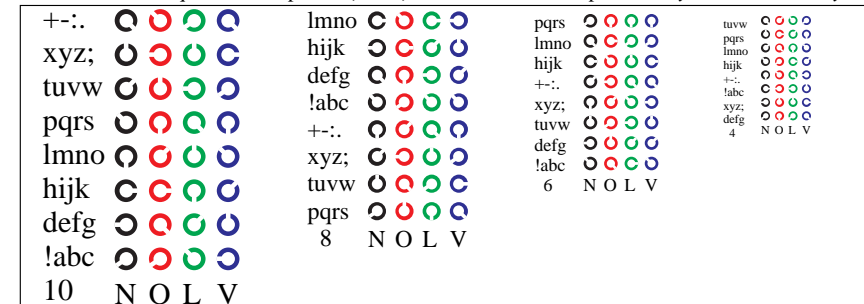 +-:.
xyz;
tuvw
pqrs
lmno
hijk
defg
!abc
10 N O L V
lmno
hijk
defg
!abc
+-:.
xyz;
tuvw
pqrs
8 N O L V
pqrs
lmno
hijk
+-:.
xyz;
tuvw
defg
!abc
6 N O L V
tuvw
pqrs
lmno
hijk
+-:.
!abc
xyz;
defg
4 N O L V